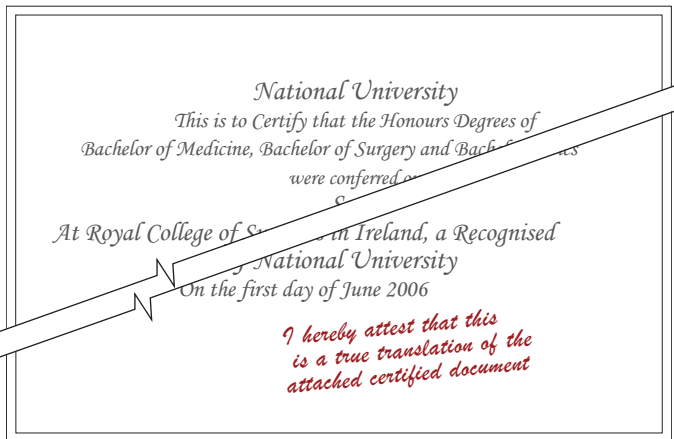 National University
This is to Certify that the Honours Degrees of
Bachelor of Medicine, Bachelor of Surgery and
were conferred
At Royal College of in Ireland, a Recognised
National University
On the first day of June 2006
I hereby attest that this
is a true translation of the
attached certified document